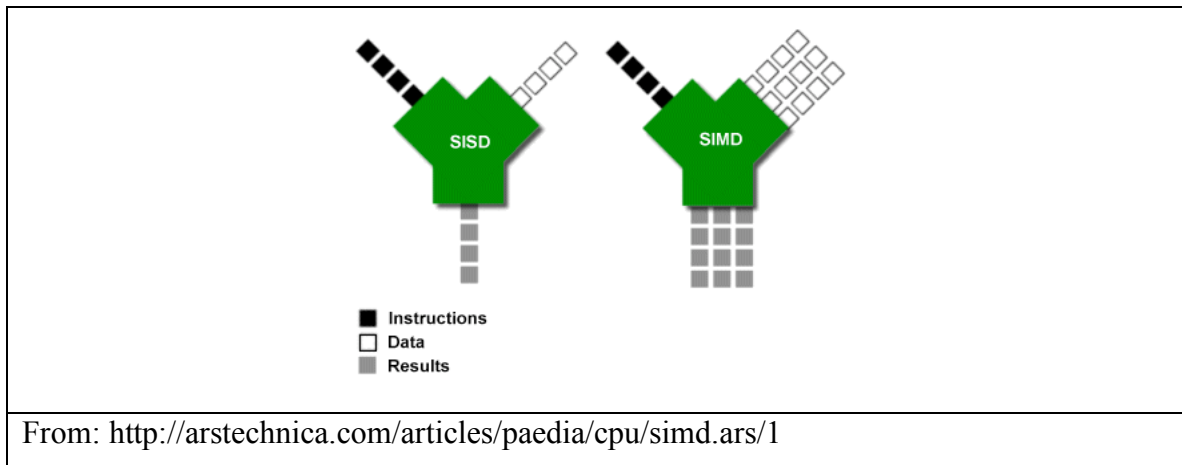 SISD
SIMD
Instructions
Data
Results
From: http://arstechnica.com/articles/paedia/cpu/simd.ars/1